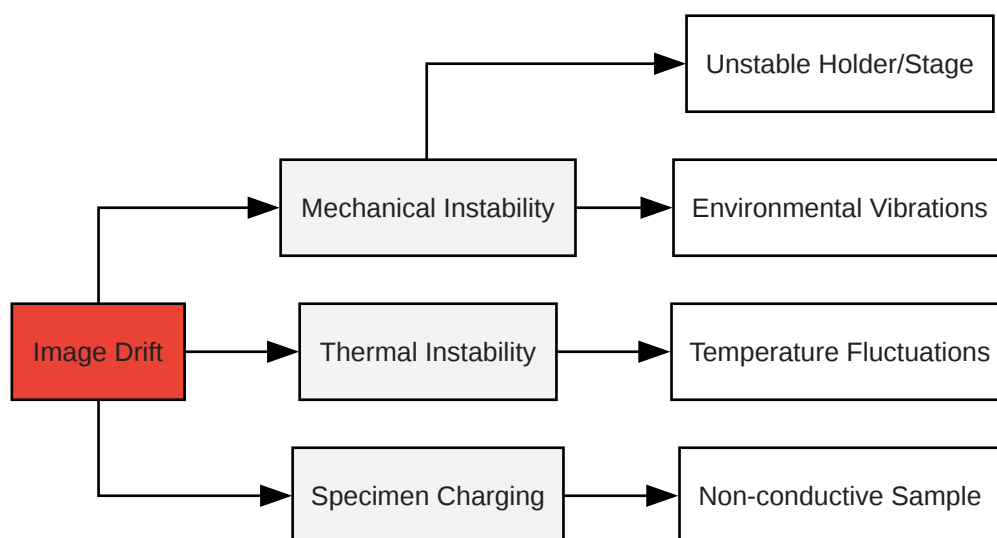 Unstable Holder/Stage
Mechanical Instability
Environmental Vibrations
Image Drift
Thermal Instability
Temperature Fluctuations
Specimen Charging
Non-conductive Sample